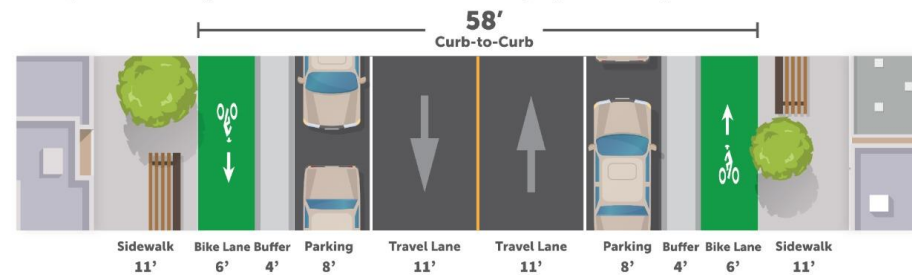 58’
Curb-to-Curb
Sidewalk Bike Lane Buffer Parking Travel Lane Travel Lane Parking Buffer Bike Lane Sidewalk
11’ 6’ 4’ 8’ 11’ 11’ 8’ 4’ 6’ 11’